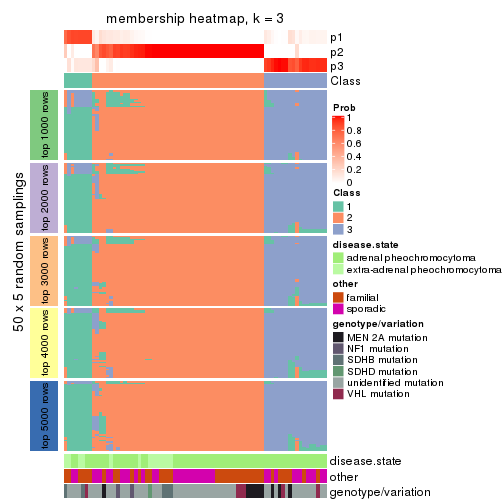 membership heatmap, k = 3
p1
p2
p3
Class
50 x 5 random samplings
top 1000 rows
top 2000 rows
top 3000 rows
top 4000 rows
top 5000 rows
Prob
1
0.8
0.6
0.4
0.2
0
Class
1
2
3
disease.state
adrenal pheochromocytoma
extra-adrenal pheochromocytoma
other
familial
sporadic
genotype/variation
MEN 2A mutation
NF1 mutation
SDHB mutation
SDHD mutation
unidentified mutation
VHL mutation
disease.state
other
genotype/variation